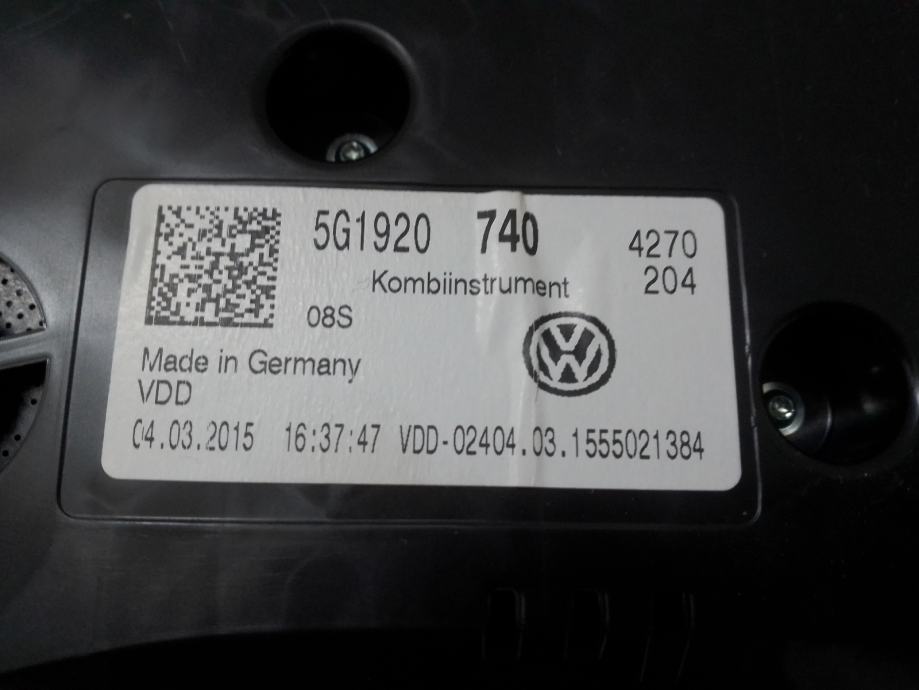 5G1920 740 4270
Kombiinstrument 204
08S
Made in Germany
VDD
04.03.2015 16:37:47 VDD-02404.03.1555021384